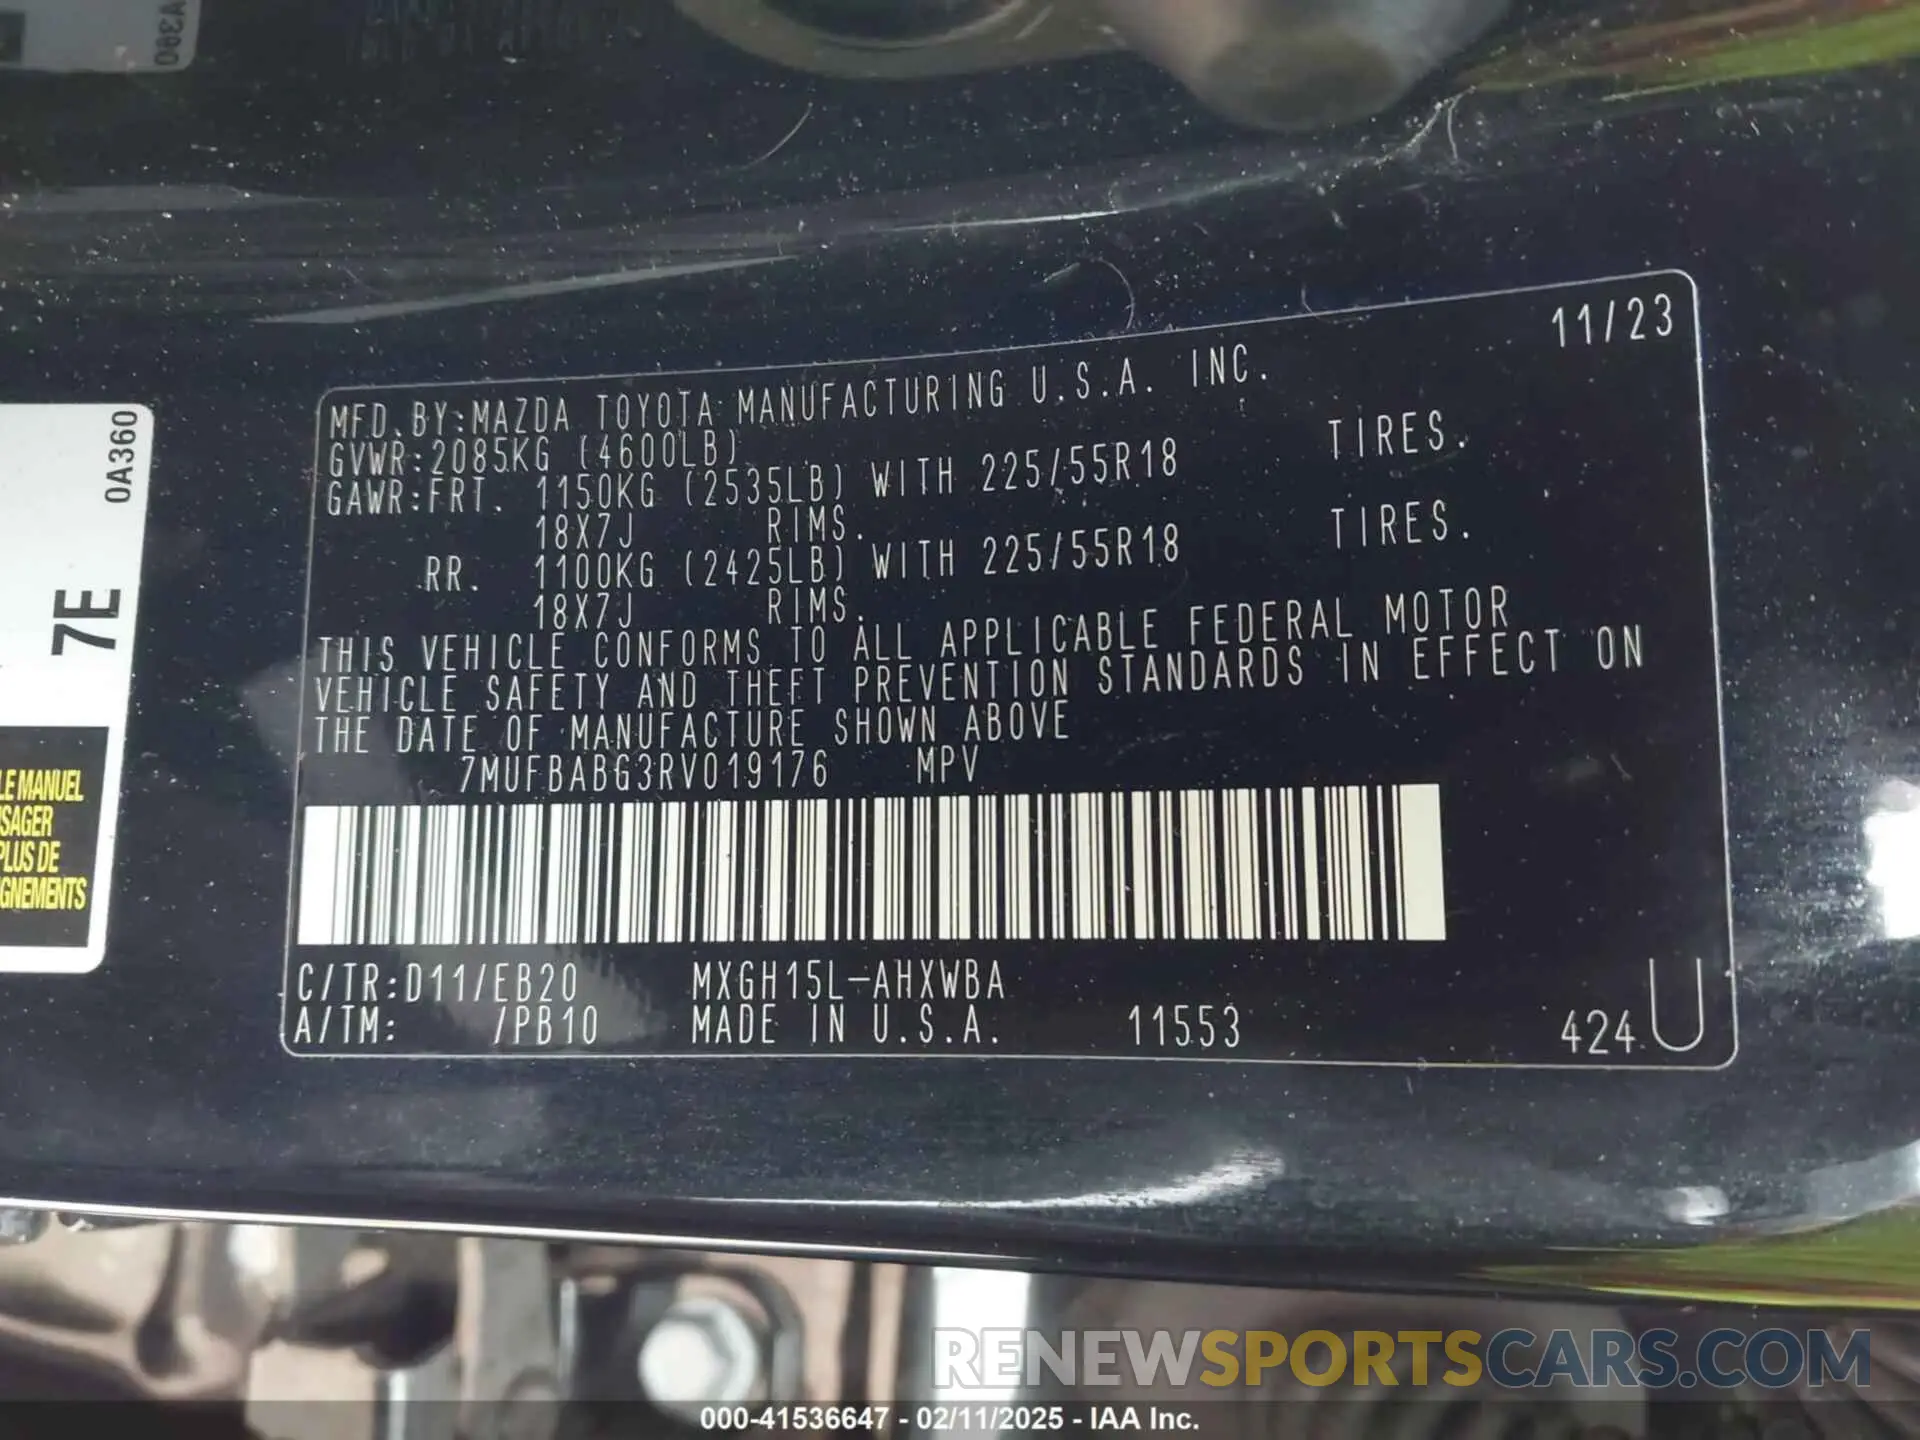 11/23
MFD. BY: MAZDA TOYOTA MANUFACTURING U.S.A. INC.
GVWR: 2085KG (4600LB)
GAWR: FRT. 1150KG (2535LB) WITH 225/55R18 TIRES.
18X7J RIMS.
RR. 1100KG (2425LB) WITH 225/55R18 TIRES.
18X7J RIMS.
THIS VEHICLE CONFORMS TO ALL APPLICABLE FEDERAL MOTOR
VEHICLE SAFETY AND THEFT PREVENTION STANDARDS IN EFFECT ON
THE DATE OF MANUFACTURE SHOWN ABOVE
7MUFBABG3RV019176 MPV
C/TR: D11/EB20 MXGH15L-AHXWBA
A/TM: /PB10 MADE IN U.S.A. 11553 424 U
0A360
7E
LE MANUEL
PLUS DE
RENEWSPORTSCARS.COM
000-41536647 - 02/11/2025 - IAA Inc.